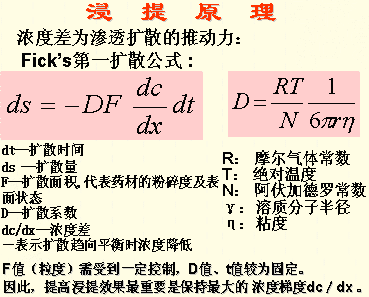 浸提原理
浓度差为渗透扩散的推动力：
Fick's第一扩散公式：
ds = -DF dc/dx dt
D = RT/N 1/6πrη
dt—扩散时间
ds —扩散量
F—扩散面积，代表药材的粉碎度及表
面状态
D—扩散系数
dc/dx—浓度差
—表示扩散趋向平衡时浓度降低
R： 摩尔气体常数
T： 绝对温度
N： 阿伏加德罗常数
γ：溶质分子半径
η：粘度
F值（粒度）需受到一定控制，D值、t值较为固定。
因此，提高浸提效果最重要是保持最大的 浓度梯度dc / dx 。